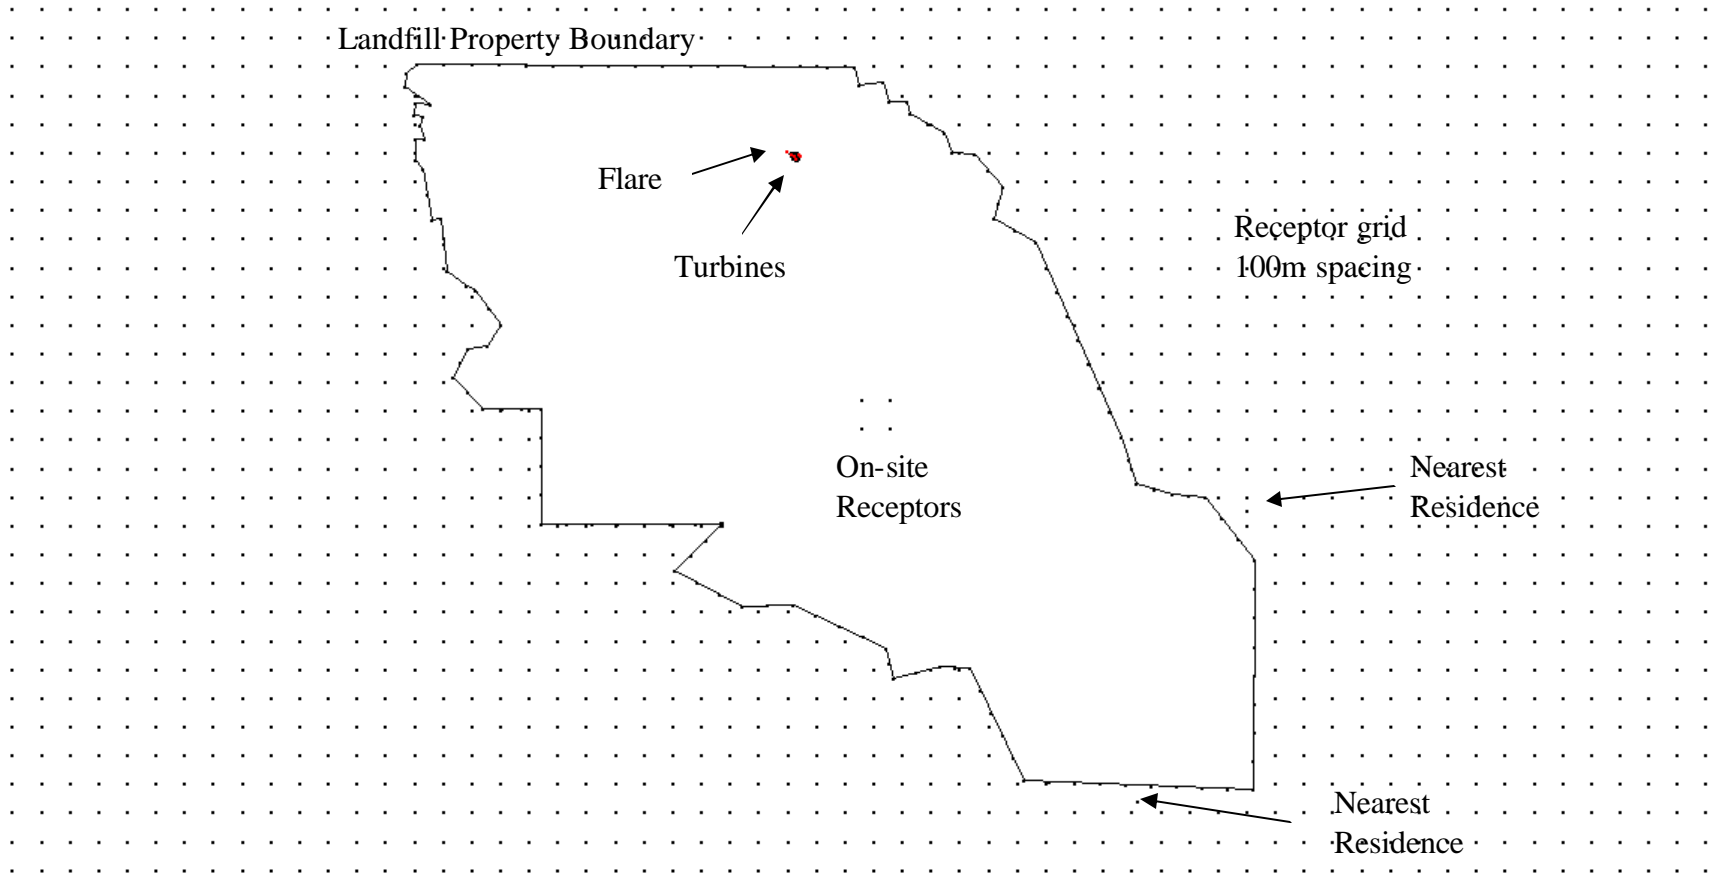 Landfill Property Boundary
Flare
Turbines
Receptor grid
100m spacing
On-site
Receptors
Nearest
Residence
Nearest
Residence